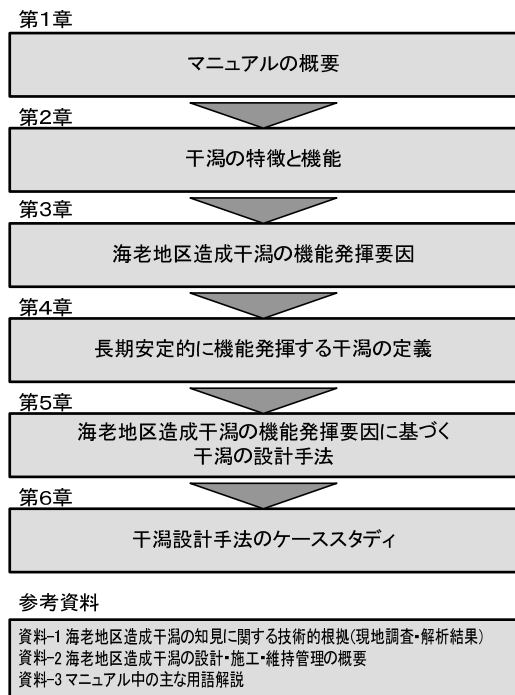 第1章
マニュアルの概要
第2章
干潟の特徴と機能
第3章
海老地区造成干潟の機能発揮要因
第4章
長期安定的に機能発揮する干潟の定義
第5章
海老地区造成干潟の機能発揮要因に基づく
干潟の設計手法
第6章
干潟設計手法のケーススタディ
参考資料
資料-1 海老地区造成干潟の知見に関する技術的根拠(現地調査・解析結果)
資料-2 海老地区造成干潟の設計・施工・維持管理の概要
資料-3 マニュアル中の主な用語解説